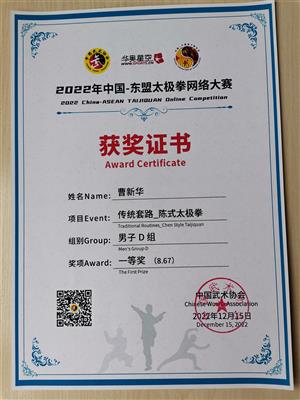 华奥星空
2022年中国-东盟太极拳网络大赛
2022 China-ASEAN TAIJIQUAN Online Competition
获奖证书
Award Certificate
姓名Name: 曹新华
项目Event: 传统套路_陈式太极拳
Traditional Routines_Chen Style Taijiquan
组别Group: 男子 D 组
Men's Group D
奖项Award: 一等奖 (8.67)
The First Prize
中国武术协会
Chinese Wushu Association
2022年12月15日
December 15, 2022